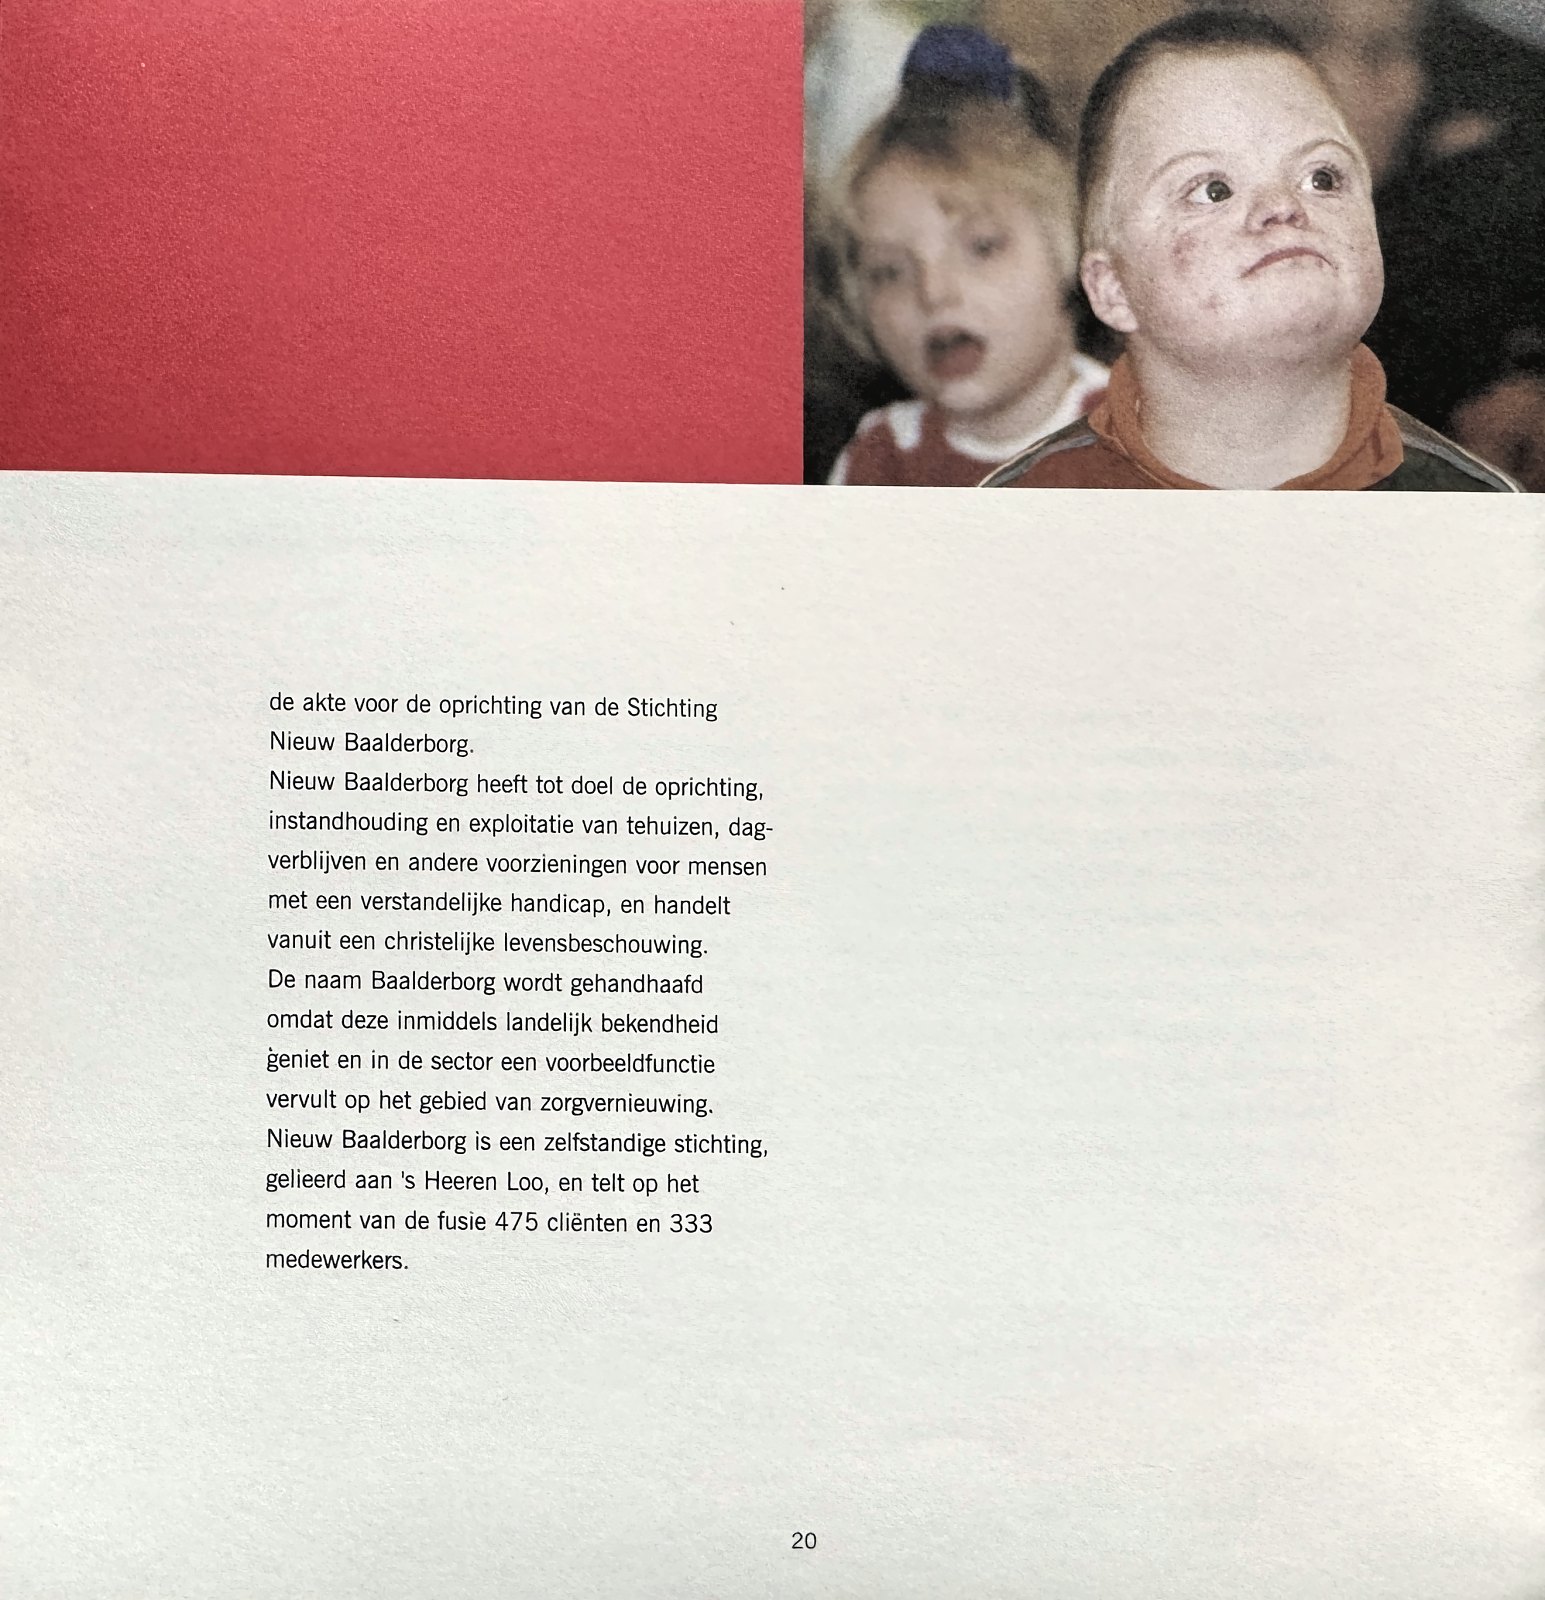 de akte voor de oprichting van de Stichting
Nieuw Baalderborg.
Nieuw Baalderborg heeft tot doel de oprichting,
instandhouding en exploitatie van tehuizen, dag-
verblijven en andere voorzieningen voor mensen
met een verstandelijke handicap, en handelt
vanuit een christelijke levensbeschouwing.
De naam Baalderborg wordt gehandhaafd
omdat deze inmiddels landelijk bekendheid
geniet en in de sector een voorbeeldfunctie
vervult op het gebied van zorgvernieuwing.
Nieuw Baalderborg is een zelfstandige stichting,
gelieerd aan 's Heeren Loo, en telt op het
moment van de fusie 475 cliënten en 333
medewerkers.
20